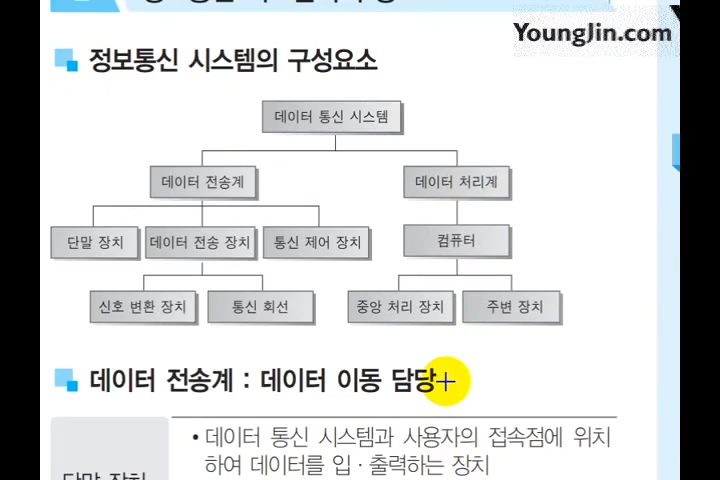 YoungJin.com
정보통신 시스템의 구성요소
데이터 통신 시스템
데이터 전송계
데이터 처리계
단말 장치
데이터 전송 장치
통신 제어 장치
컴퓨터
신호 변환 장치
통신 회선
중앙 처리 장치
주변 장치
데이터 전송계 : 데이터 이동 담당
• 데이터 통신 시스템과 사용자의 접속점에 위치
하여 데이터를 입 · 출력하는 장치
단말 장치